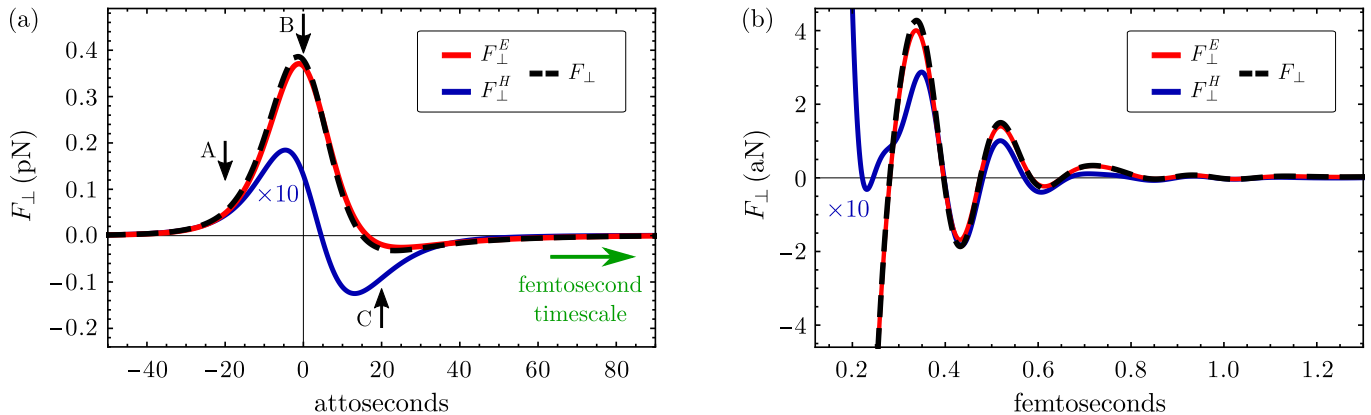 (a)
F⊥ (pN)
0.4
0.3
0.2
0.1
0.0
−0.1
−0.2
A
B
C
×10
F⊥^E
F⊥^H
F⊥
femtosecond
timescale
−40 −20 0 20 40 60 80
attoseconds
(b)
F⊥ (aN)
4
2
0
−2
−4
×10
F⊥^E
F⊥^H
F⊥
0.2 0.4 0.6 0.8 1.0 1.2
femtoseconds